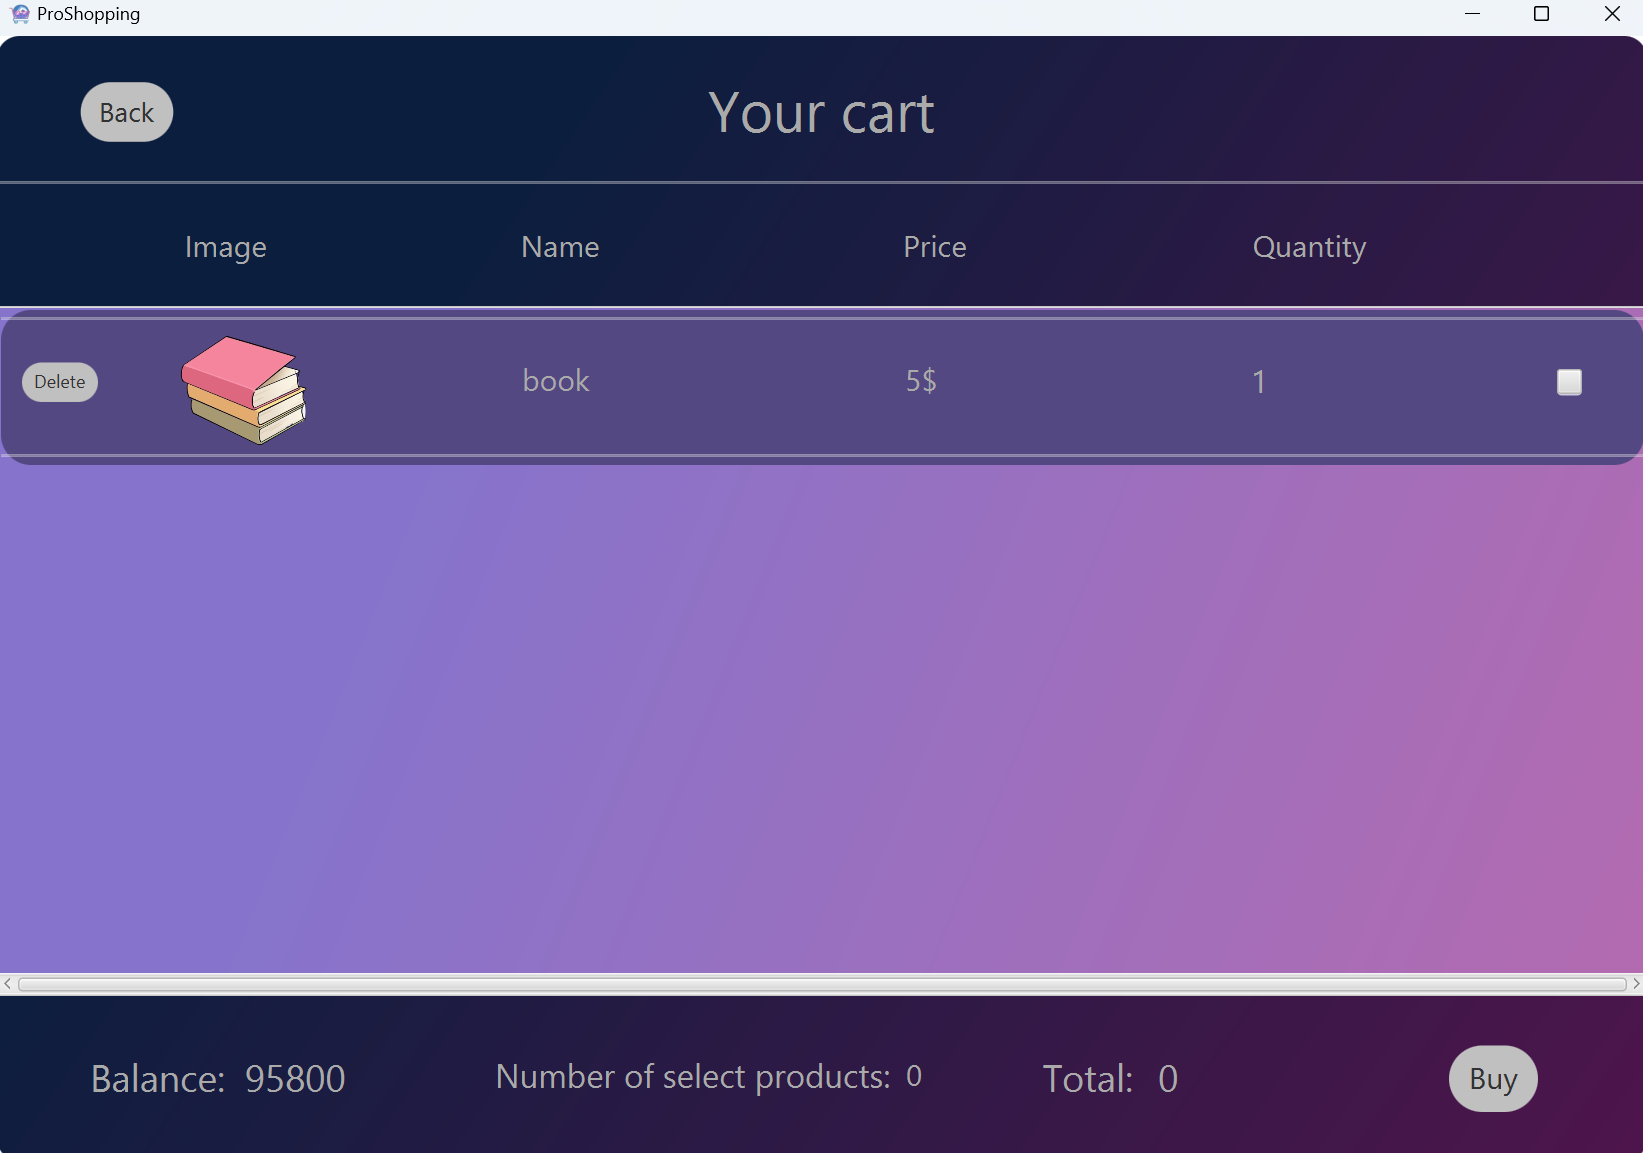 ProShopping
Back
Your cart
Image Name Price Quantity
Delete book 5$ 1
Balance: 95800 Number of select products: 0 Total: 0 Buy